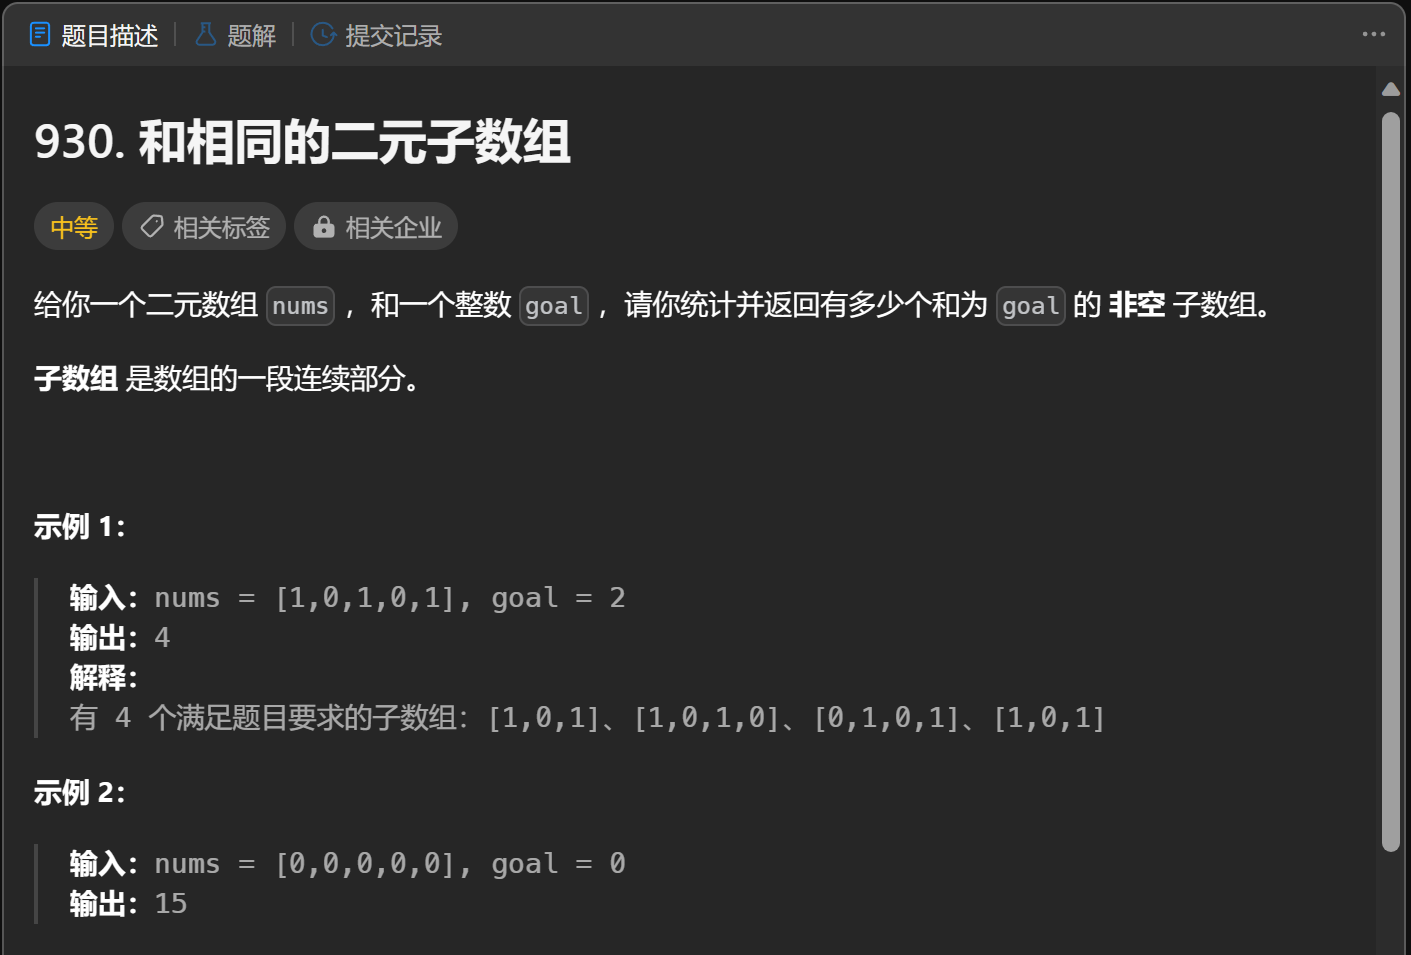 题目描述 | 题解 | 提交记录
930. 和相同的二元子数组
中等 相关标签 相关企业
给你一个二元数组 nums ，和一个整数 goal ，请你统计并返回有多少个和为 goal 的 非空 子数组。
子数组 是数组的一段连续部分。
示例 1：
输入：nums = [1,0,1,0,1], goal = 2
输出：4
解释：
有 4 个满足题目要求的子数组：[1,0,1]、[1,0,1,0]、[0,1,0,1]、[1,0,1]
示例 2：
输入：nums = [0,0,0,0,0], goal = 0
输出：15